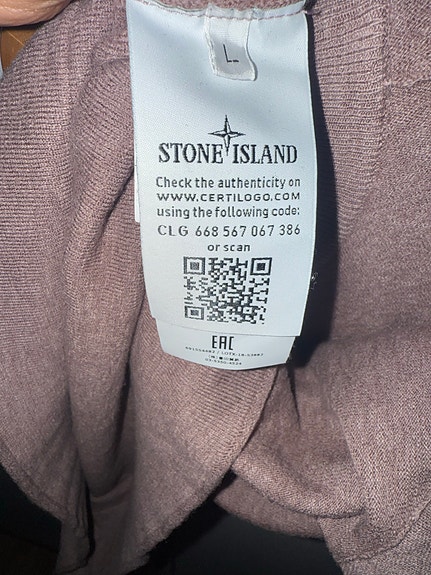 L
STONE ISLAND
Check the authenticity on
WWW.CERTILOGO.COM
using the following code:
CLG 668 567 067 386
or scan
EAC